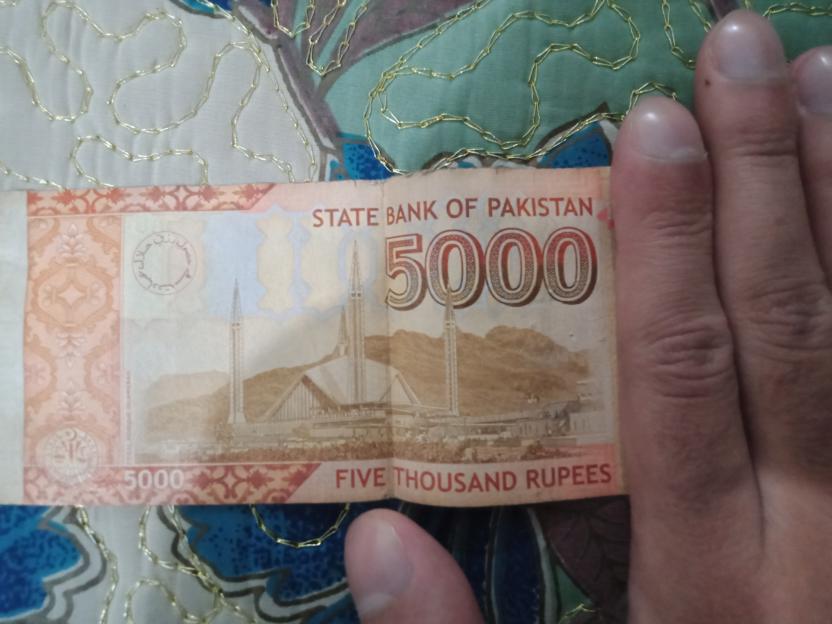 STATE BANK OF PAKISTAN
5000
5000
FIVE THOUSAND RUPEES